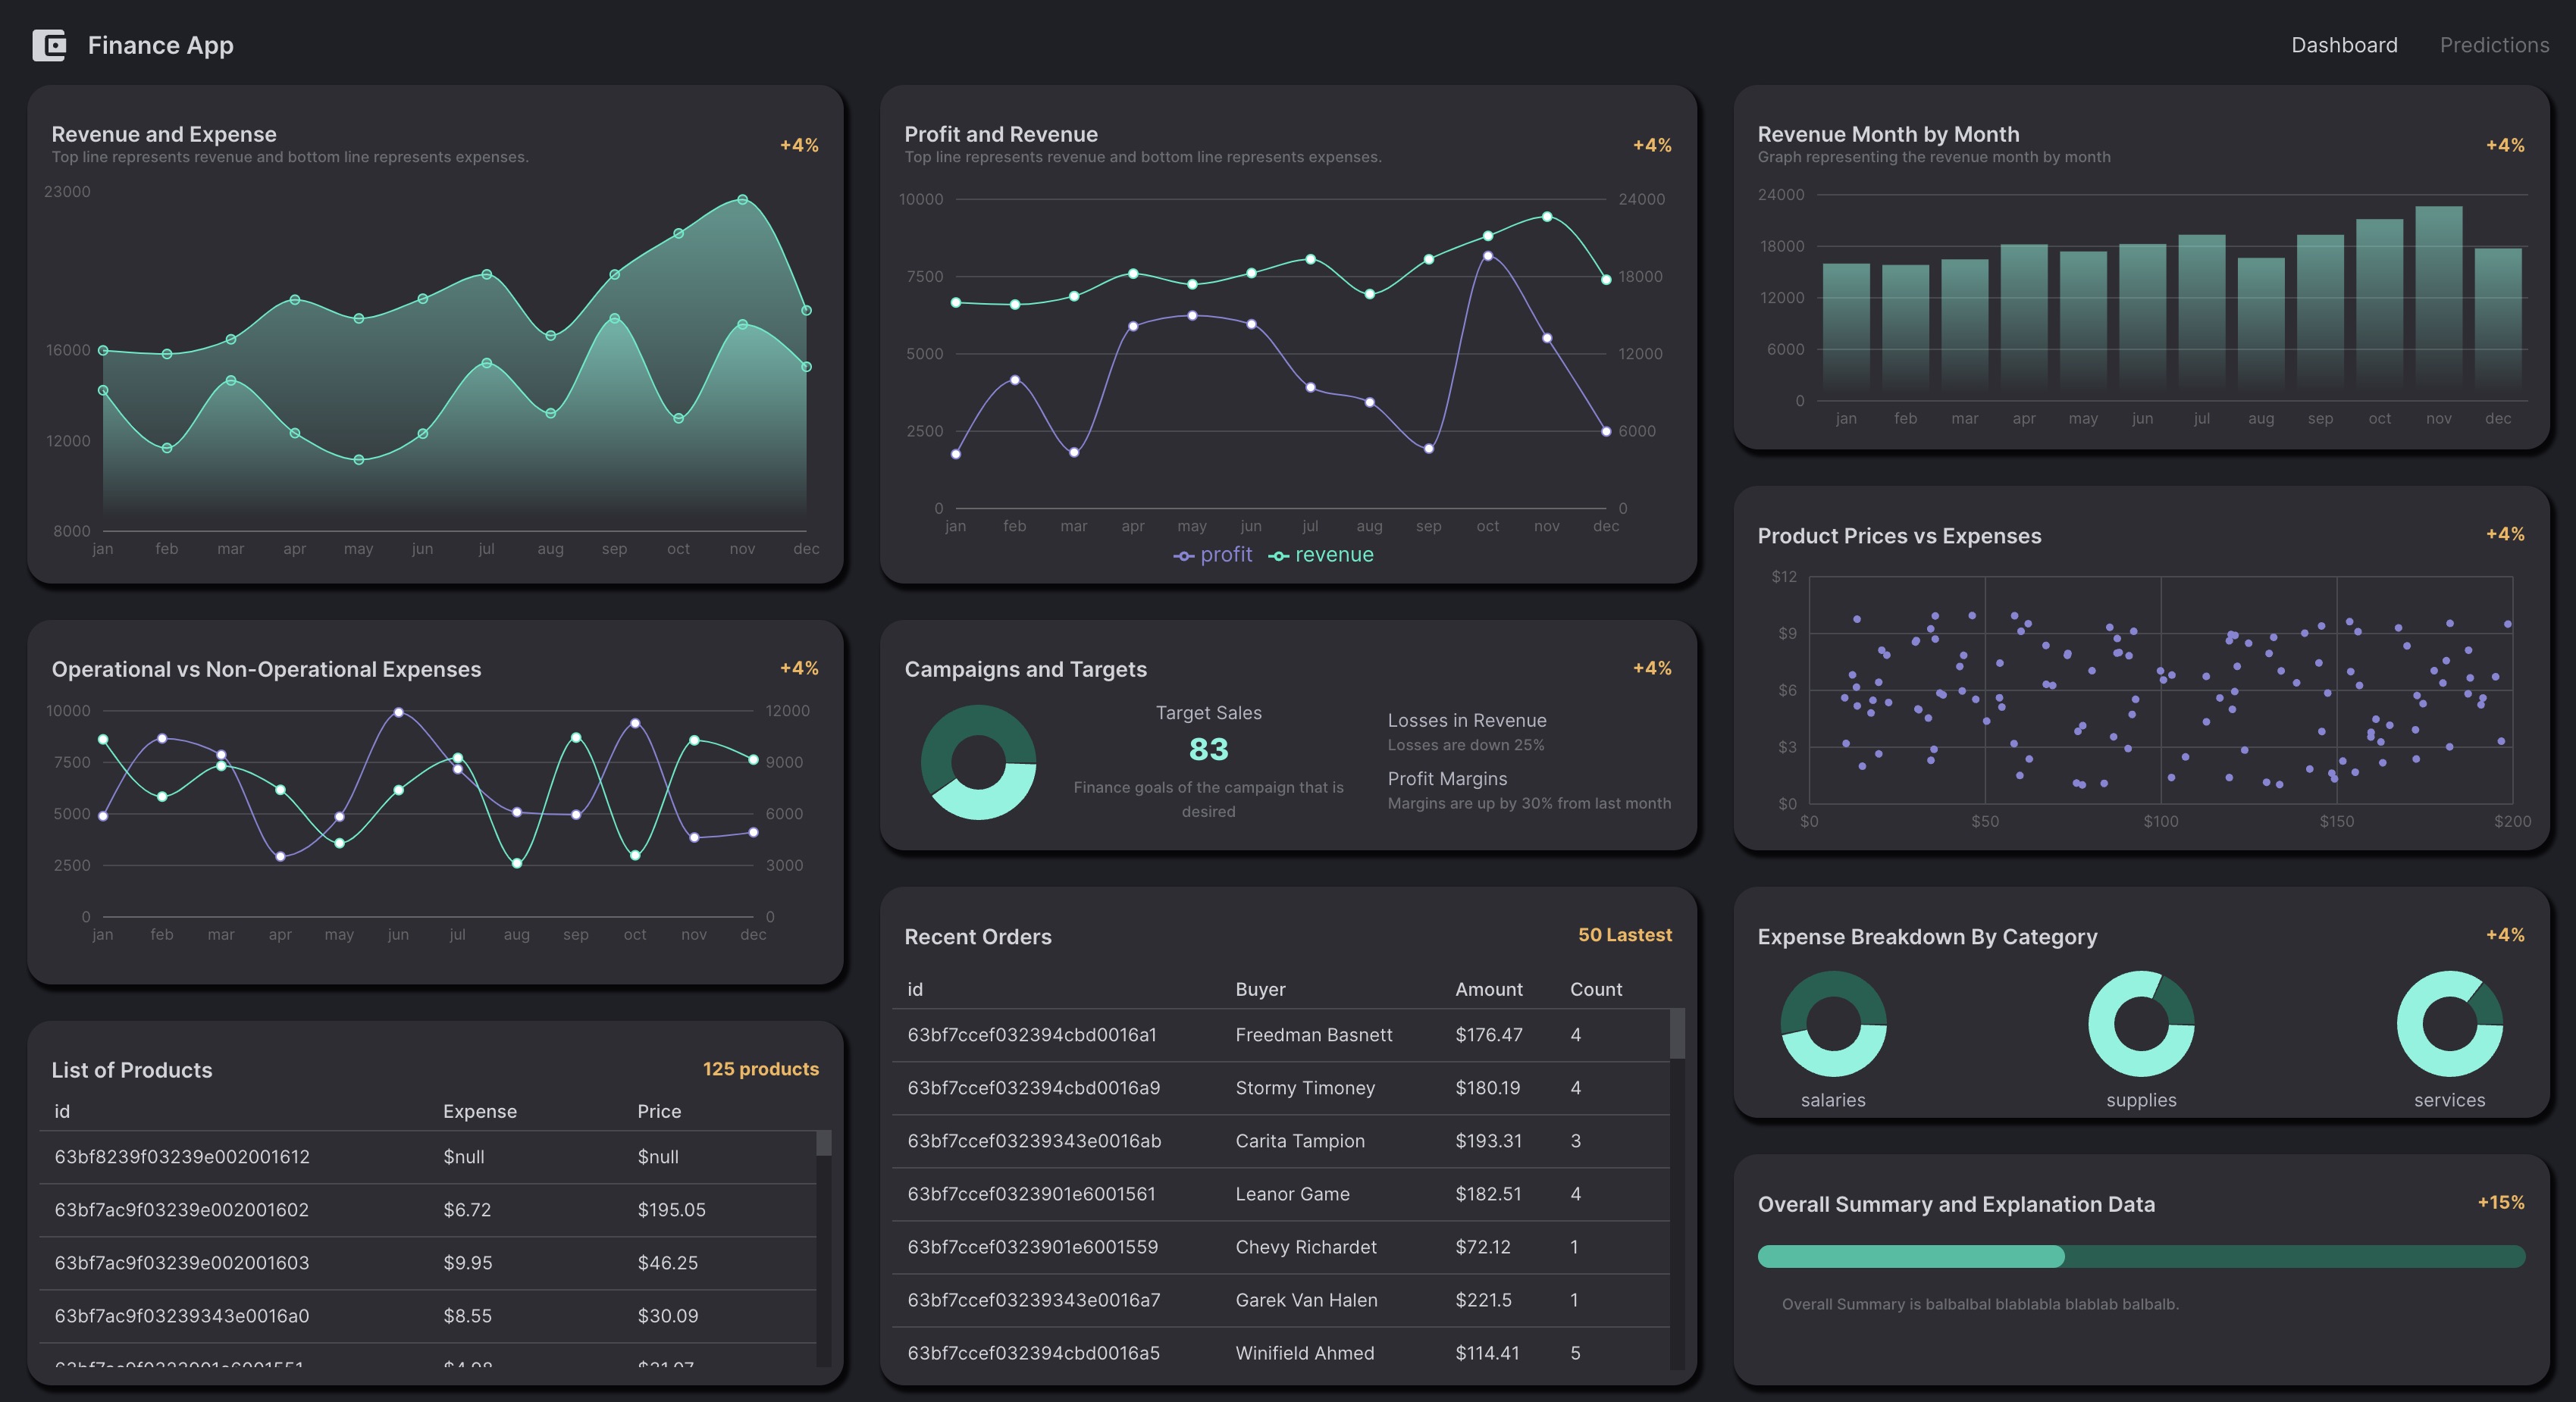 Finance App
Dashboard Predictions
Revenue and Expense
Top line represents revenue and bottom line represents expenses.
+4%
23000
16000
12000
8000
jan feb mar apr may jun jul aug sep oct nov dec
Operational vs Non-Operational Expenses
+4%
10000 12000
7500 9000
5000 6000
2500 3000
0 0
jan feb mar apr may jun jul aug sep oct nov dec
List of Products
125 products
id Expense Price
63bf8239f03239e002001612 $null $null
63bf7ac9f03239e002001602 $6.72 $195.05
63bf7ac9f03239e002001603 $9.95 $46.25
63bf7ac9f03239343e0016a0 $8.55 $30.09
Profit and Revenue
Top line represents revenue and bottom line represents expenses.
+4%
10000 24000
7500 18000
5000 12000
2500 6000
0 0
jan feb mar apr may jun jul aug sep oct nov dec
profit revenue
Campaigns and Targets
+4%
Target Sales
83
Finance goals of the campaign that is
desired
Losses in Revenue
Losses are down 25%
Profit Margins
Margins are up by 30% from last month
Recent Orders
50 Lastest
id Buyer Amount Count
63bf7ccef032394cbd0016a1 Freedman Basnett $176.47 4
63bf7ccef032394cbd0016a9 Stormy Timoney $180.19 4
63bf7ccef03239343e0016ab Carita Tampion $193.31 3
63bf7ccef0323901e6001561 Leanor Game $182.51 4
63bf7ccef0323901e6001559 Chevy Richardet $72.12 1
63bf7ccef03239343e0016a7 Garek Van Halen $221.5 1
63bf7ccef032394cbd0016a5 Winifield Ahmed $114.41 5
Revenue Month by Month
Graph representing the revenue month by month
+4%
24000
18000
12000
6000
0
jan feb mar apr may jun jul aug sep oct nov dec
Product Prices vs Expenses
+4%
$12
$9
$6
$3
$0
$0 $50 $100 $150 $200
Expense Breakdown By Category
+4%
salaries supplies services
Overall Summary and Explanation Data
+15%
Overall Summary is balbalbal blablabla blablab balbalb.